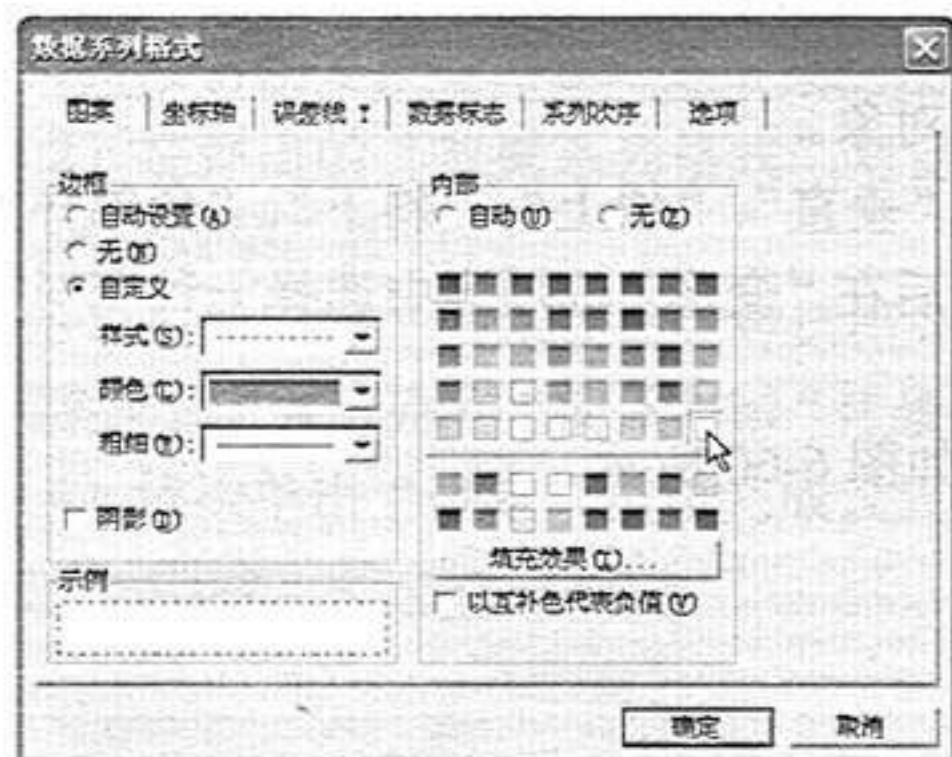 数据系列格式
图案 坐标轴 误差线 Y 数据标志 系列次序 选项
边框
自动设置(A)
无(N)
自定义
样式(S):
颜色(C):
粗细(W):
阴影(D)
示例
内部
自动(U) 无(E)
填充效果(I)...
以互补色代表负值(V)
确定 取消